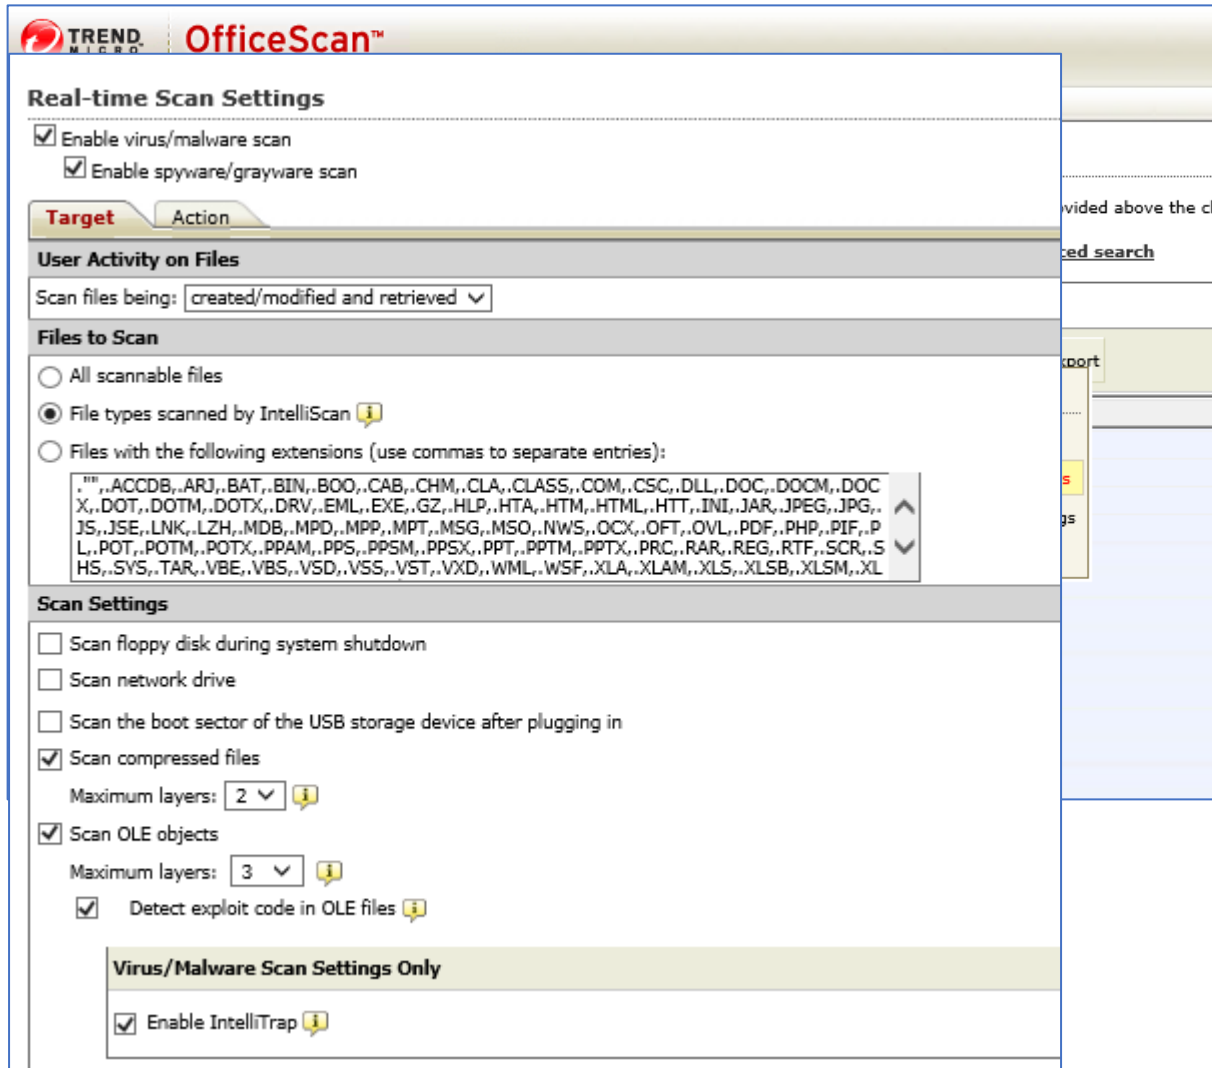 TREND MICRO OfficeScan™
Real-time Scan Settings
Enable virus/malware scan
Enable spyware/grayware scan
Target Action
User Activity on Files
Scan files being: created/modified and retrieved
Files to Scan
All scannable files
File types scanned by IntelliScan
Files with the following extensions (use commas to separate entries):
."",.ACCDB,.ARJ,.BAT,.BIN,.BOO,.CAB,.CHM,.CLA,.CLASS,.COM,.CSC,.DLL,.DOC,.DOCM,.DOC
X,.DOT,.DOTM,.DOTX,.DRV,.EML,.EXE,.GZ,.HLP,.HTA,.HTM,.HTML,.HTT,.INI,.JAR,.JPEG,.JPG,.
JS,.JSE,.LNK,.LZH,.MDB,.MPD,.MPP,.MPT,.MSG,.MSO,.NWS,.OCX,.OFT,.OVL,.PDF,.PHP,.PIF,.P
L,.POT,.POTM,.POTX,.PPAM,.PPS,.PPSM,.PPSX,.PPT,.PPTM,.PPTX,.PRC,.RAR,.REG,.RTF,.SCR,.S
HS,.SYS,.TAR,.VBE,.VBS,.VSD,.VSS,.VST,.VXD,.WML,.WSF,.XLA,.XLAM,.XLS,.XLSB,.XLSM,.XL
Scan Settings
Scan floppy disk during system shutdown
Scan network drive
Scan the boot sector of the USB storage device after plugging in
Scan compressed files
Maximum layers: 2
Scan OLE objects
Maximum layers: 3
Detect exploit code in OLE files
Virus/Malware Scan Settings Only
Enable IntelliTrap
vided above the cl
ced search
xport
s
gs